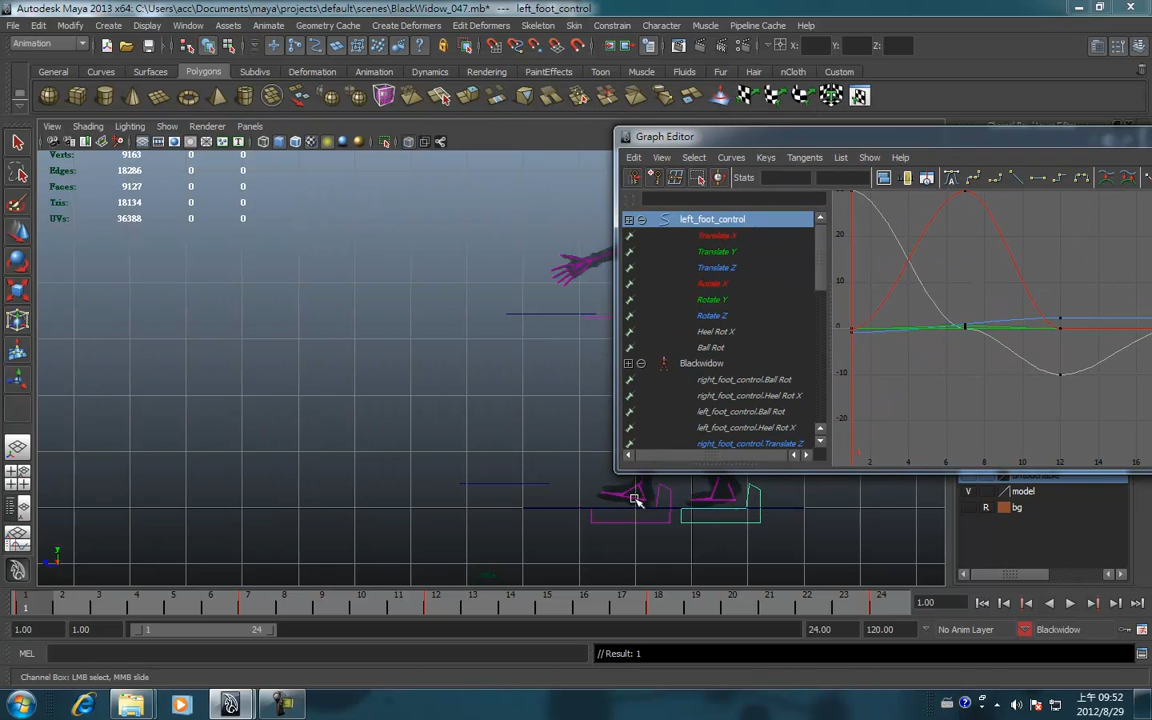 Autodesk Maya 2013 x64: C:\Users\acc\Documents\maya\projects\default\scenes\BlackWidow_047.mb* --- left_foot_control
File Edit Modify Create Display Window Assets Animate Geometry Cache Create Deformers Edit Deformers Skeleton Skin Constrain Character Muscle Pipeline Cache Help
Animation X: Y: Z:
General Curves Surfaces Polygons Subdivs Deformation Animation Dynamics Rendering PaintEffects Toon Muscle Fluids Fur Hair nCloth Custom
View Shading Lighting Show Renderer Panels
Verts: 9163 0 0
Edges: 18286 0 0
Faces: 9127 0 0
Tris: 18134 0 0
UVs: 36388 0 0
Graph Editor
Edit View Select Curves Keys Tangents List Show Help
Stats
left_foot_control
Translate X
Translate Y
Translate Z
Rotate X
Rotate Y
Rotate Z
Heel Rot X
Ball Rot
Blackwidow
right_foot_control.Ball Rot
right_foot_control.Heel Rot X
left_foot_control.Ball Rot
left_foot_control.Heel Rot X
right_foot_control.Translate Z
20
10
0
-10
-20
2 4 6 8 10 12 14 16
V model
R bg
y
1 2 3 4 5 6 7 8 9 10 11 12 13 14 15 16 17 18 19 20 21 22 23 24
1
1.00
1.00 1.00 1 24 24.00 120.00 No Anim Layer Blackwidow
MEL // Result: 1
Channel Box: LMB select, MMB slide
上午 09:52
2012/8/29